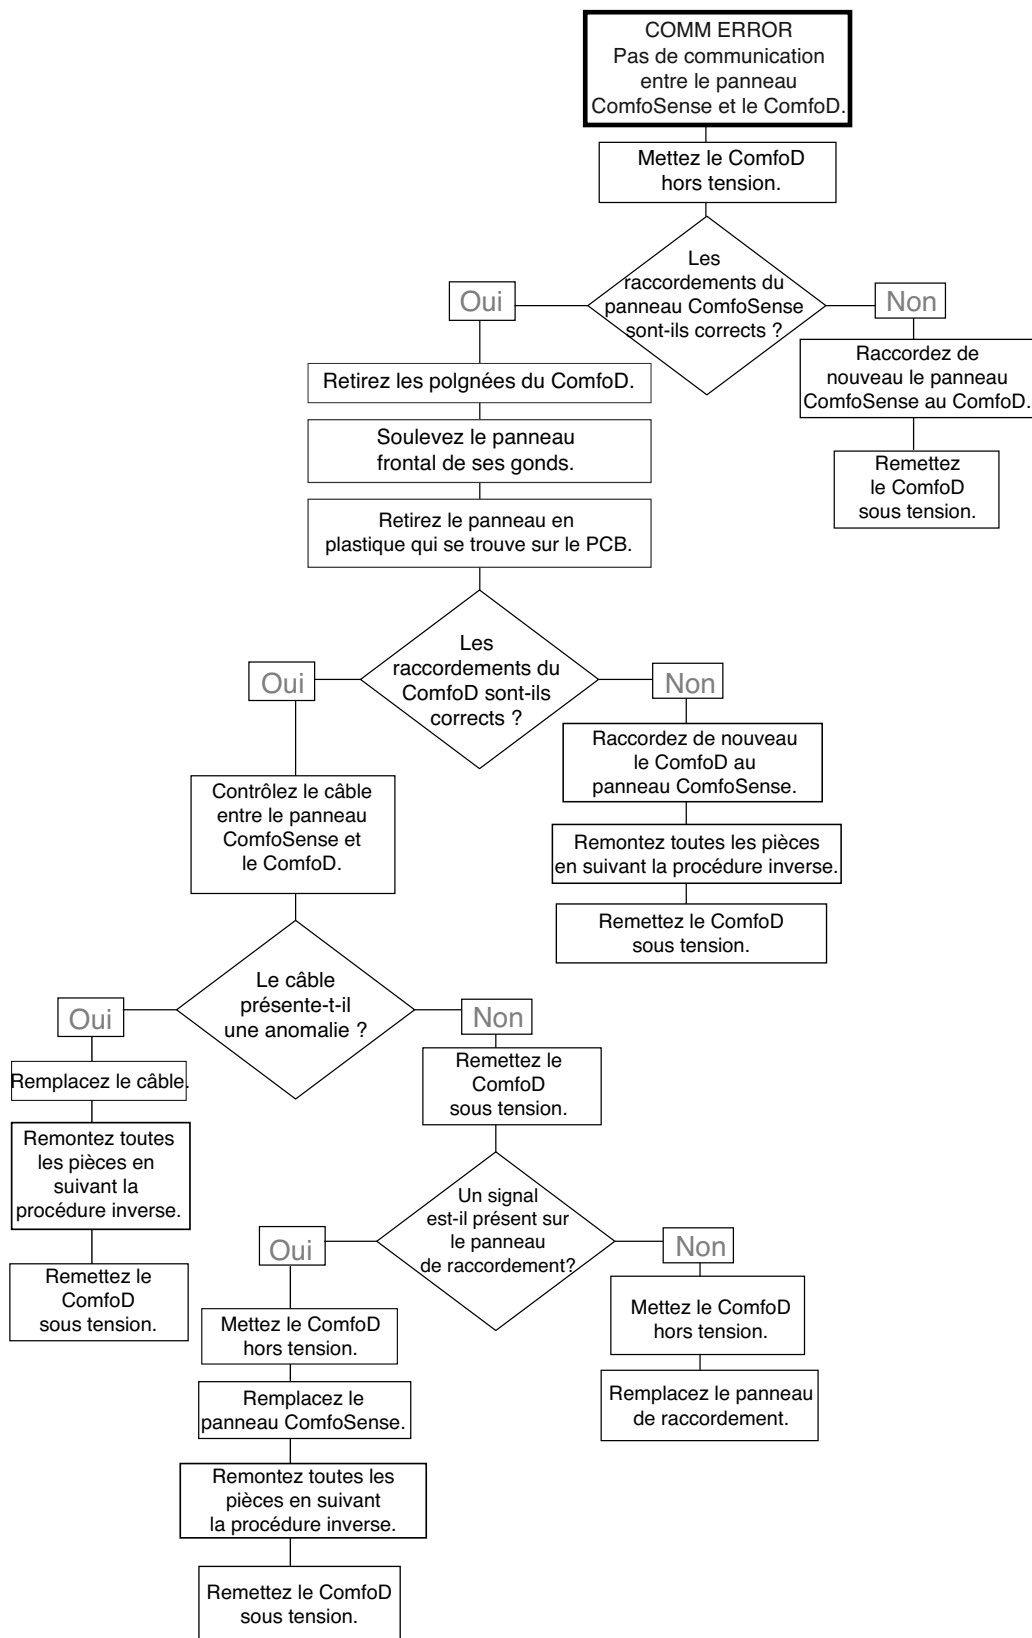 COMM ERROR
Pas de communication
entre le panneau
ComfoSense et le ComfoD.
Mettez le ComfoD
hors tension.
Les
raccordements du
panneau ComfoSense
sont-ils corrects ?
Oui
Non
Retirez les polgnées du ComfoD.
Raccordez de
nouveau le panneau
ComfoSense au ComfoD.
Soulevez le panneau
frontal de ses gonds.
Remettez
le ComfoD
sous tension.
Retirez le panneau en
plastique qui se trouve sur le PCB.
Les
raccordements du
ComfoD sont-ils
corrects ?
Oui
Non
Contrôlez le câble
entre le panneau
ComfoSense et
le ComfoD.
Raccordez de nouveau
le ComfoD au
panneau ComfoSense.
Remontez toutes les pièces
en suivant la procédure inverse.
Remettez le ComfoD
sous tension.
Le câble
présente-t-il
une anomalie ?
Oui
Non
Remplacez le câble.
Remontez toutes
les pièces en
suivant la
procédure inverse.
Remettez le
ComfoD
sous tension.
Remettez le
ComfoD
sous tension.
Un signal
est-il présent sur
le panneau
de raccordement?
Oui
Non
Mettez le ComfoD
hors tension.
Remplacez le
panneau ComfoSense.
Remontez toutes les
pièces en suivant
la procédure inverse.
Remettez le ComfoD
sous tension.
Mettez le ComfoD
hors tension.
Remplacez le panneau
de raccordement.